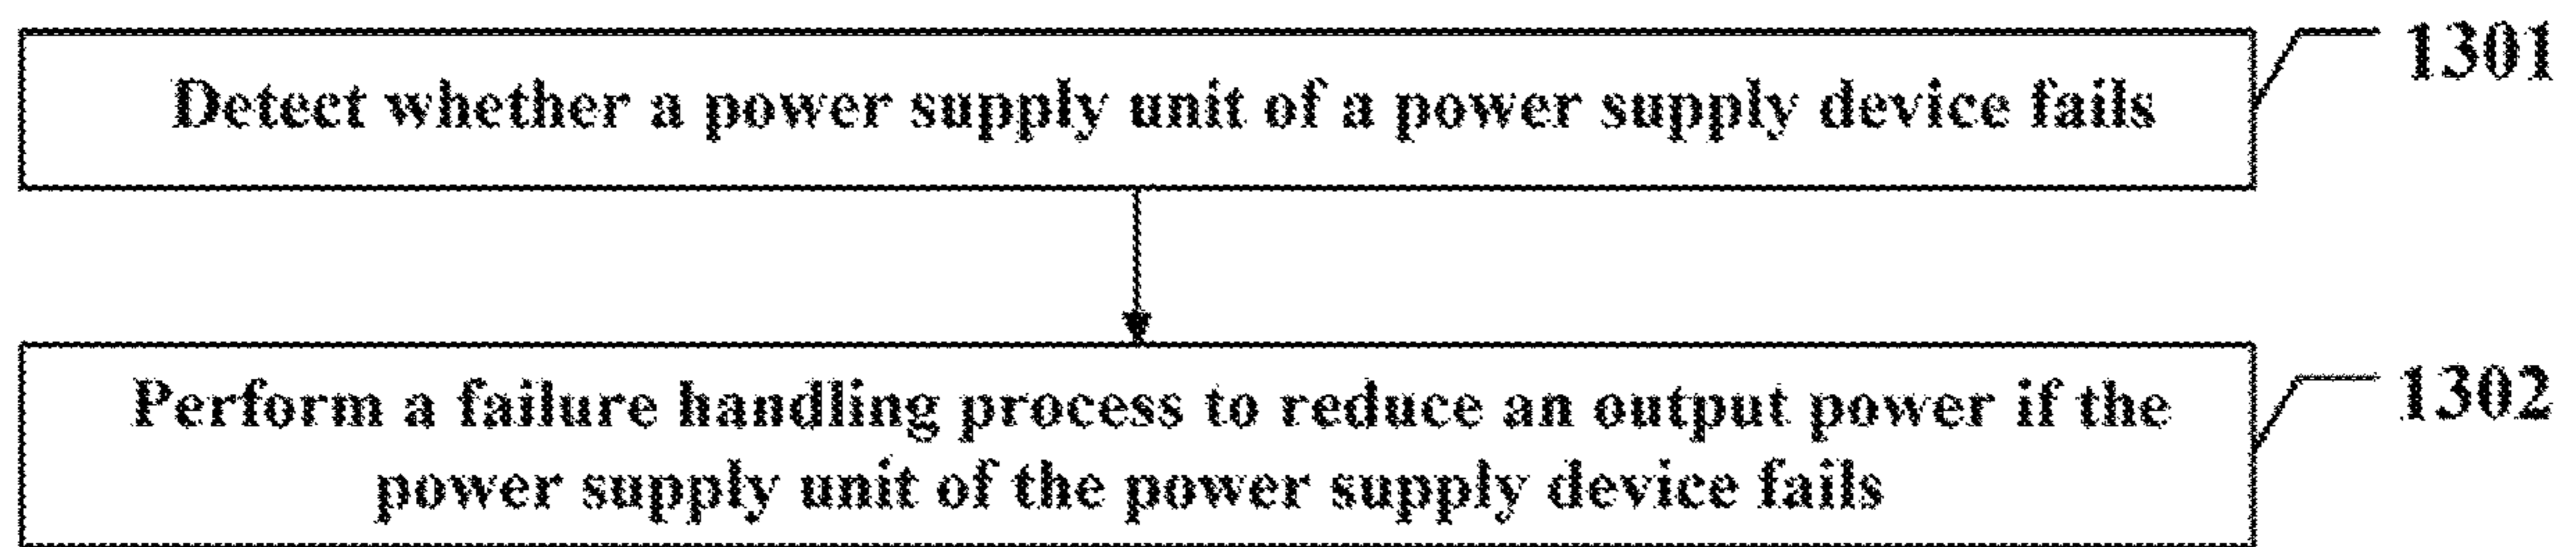 Detect whether a power supply unit of a power supply device fails
1301
Perform a failure handling process to reduce an output power if the
power supply unit of the power supply device fails
1302